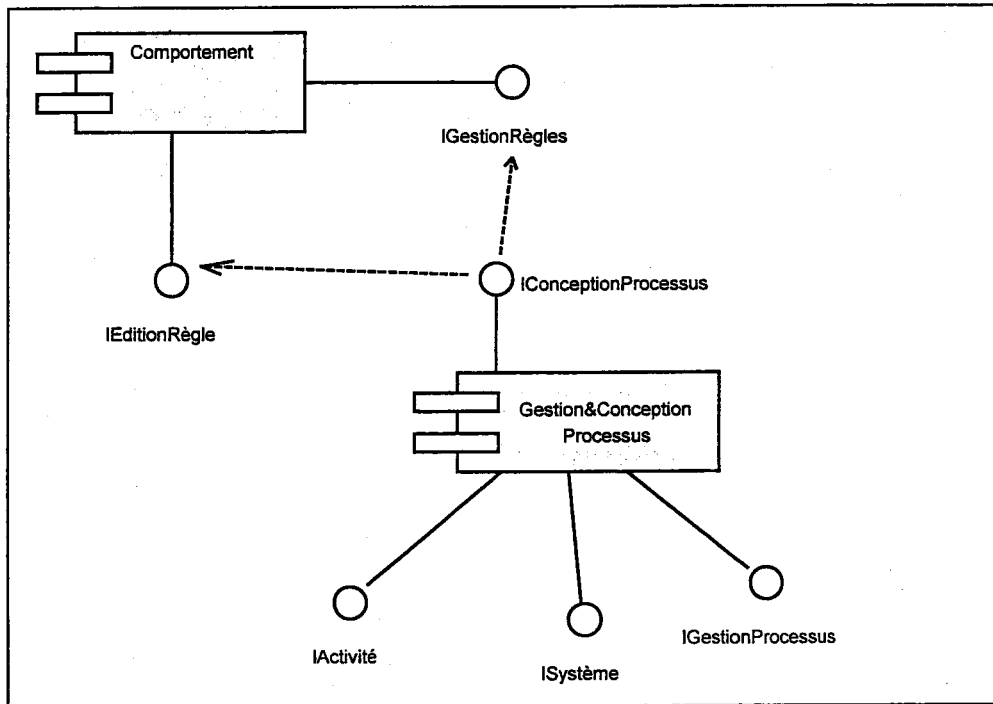 Comportement
IGestionRègles
IConceptionProcessus
IEditionRègle
Gestion&Conception
Processus
IActivité
ISystème
IGestionProcessus